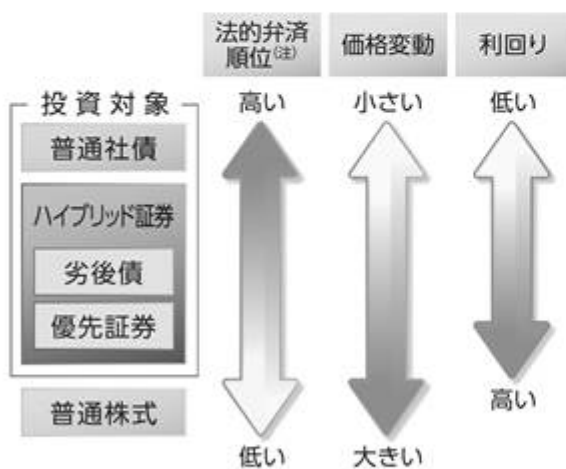 法的弁済
順位(注)
価格変動
利回り
高い
小さい
低い
投資対象
普通社債
ハイブリッド証券
劣後債
優先証券
普通株式
高い
低い
大きい